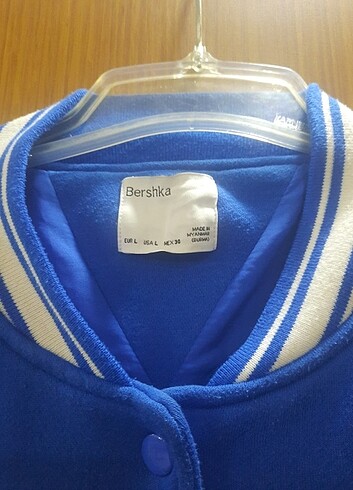 Bershka
EUR L USA L MEX 30
MADE IN
MYANMAR
(BURMA)